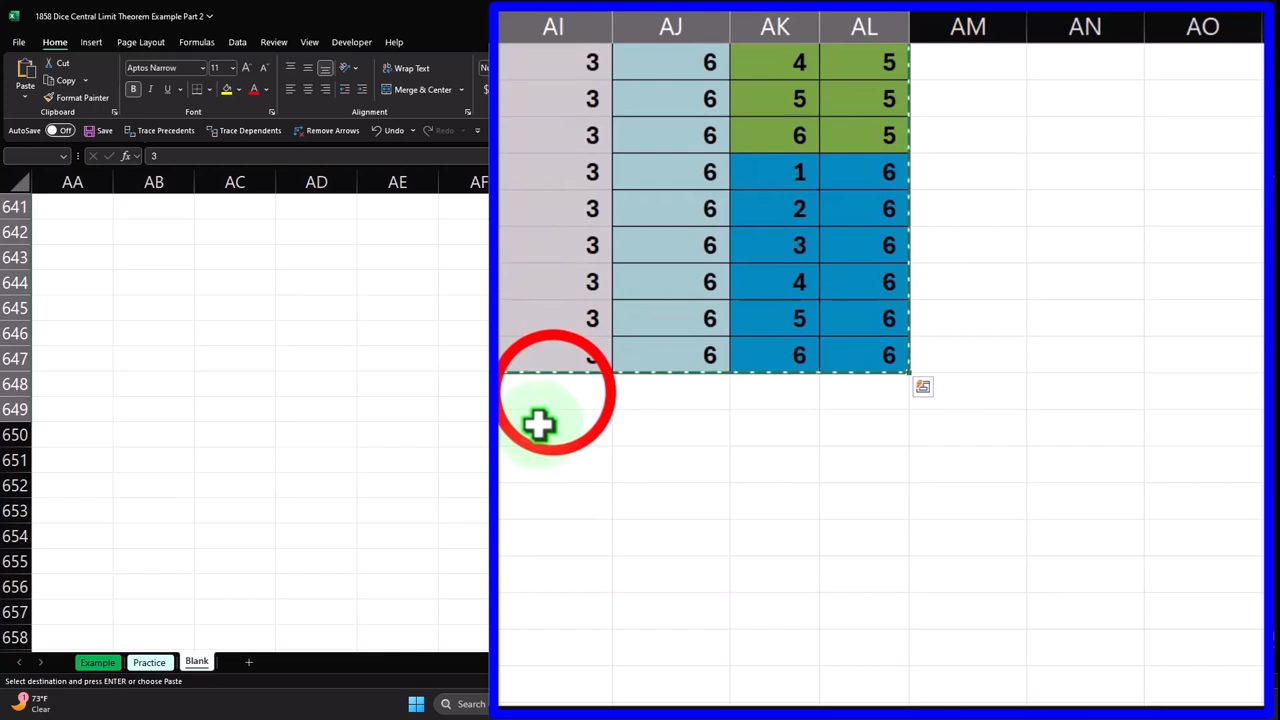 1858 Dice Central Limit Theorem Example Part 2
File Home Insert Page Layout Formulas Data Review View Developer Help
Paste
Cut
Copy
Format Painter
Clipboard
Aptos Narrow 11 A A
B I U A
Font
Wrap Text
Merge & Center
Alignment
$
AutoSave Off Save Trace Precedents Trace Dependents Remove Arrows Undo Redo
fx 3
AA AB AC AD AE AF
641
642
643
644
645
646
647
648
649
650
651
652
653
654
655
656
657
658
AI AJ AK AL AM AN AO
3 6 4 5
3 6 5 5
3 6 6 5
3 6 1 6
3 6 2 6
3 6 3 6
3 6 4 6
3 6 5 6
6 6 6
Example Practice Blank
Select destination and press ENTER or choose Paste
1
73°F
Clear
Search